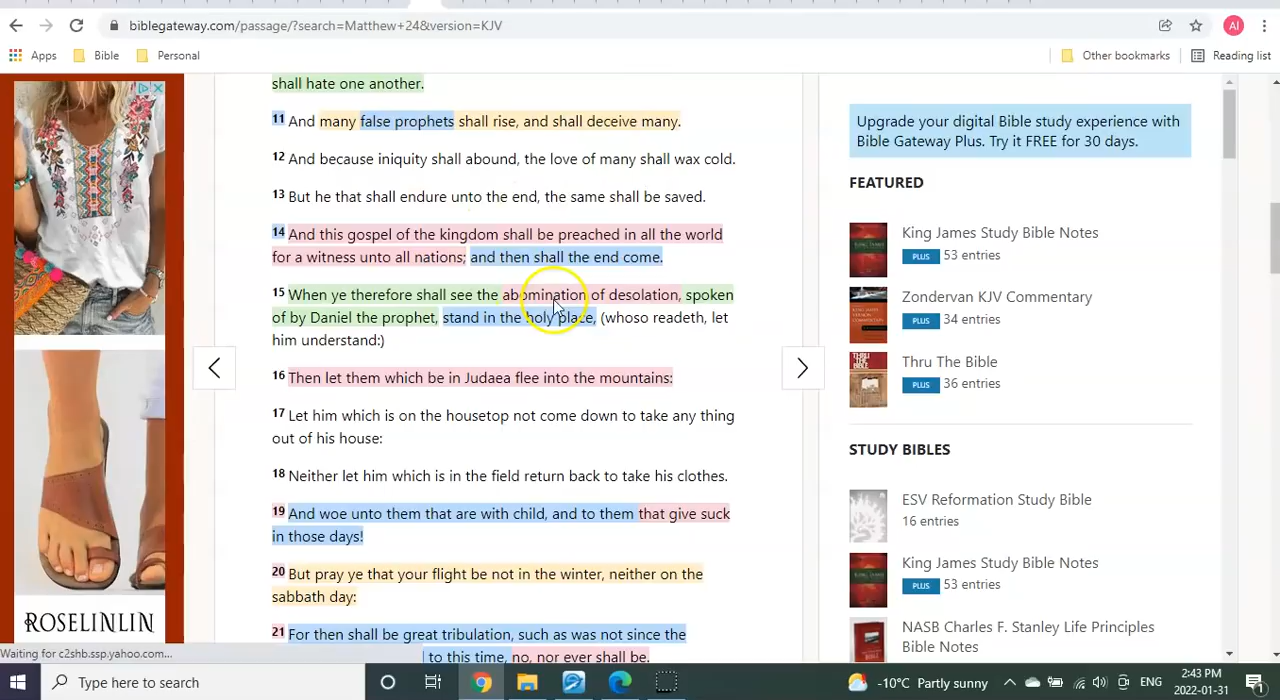 biblegateway.com/passage/?search=Matthew+24&version=KJV
AI
Apps
Bible
Personal
Other bookmarks
Reading list
shall hate one another.
11 And many false prophets shall rise, and shall deceive many.
12 And because iniquity shall abound, the love of many shall wax cold.
13 But he that shall endure unto the end, the same shall be saved.
14 And this gospel of the kingdom shall be preached in all the world
for a witness unto all nations; and then shall the end come.
15 When ye therefore shall see the abomination of desolation, spoken
of by Daniel the prophet, stand in the holy place, (whoso readeth, let
him understand:)
16 Then let them which be in Judaea flee into the mountains:
17 Let him which is on the housetop not come down to take any thing
out of his house:
18 Neither let him which is in the field return back to take his clothes.
19 And woe unto them that are with child, and to them that give suck
in those days!
20 But pray ye that your flight be not in the winter, neither on the
sabbath day:
21 For then shall be great tribulation, such as was not since the
to this time, no, nor ever shall be.
Upgrade your digital Bible study experience with
Bible Gateway Plus. Try it FREE for 30 days.
FEATURED
King James Study Bible Notes
PLUS 53 entries
Zondervan KJV Commentary
PLUS 34 entries
Thru The Bible
PLUS 36 entries
STUDY BIBLES
ESV Reformation Study Bible
16 entries
King James Study Bible Notes
PLUS 53 entries
NASB Charles F. Stanley Life Principles
Bible Notes
ROSELINLIN
Waiting for c2shb.ssp.yahoo.com...
Type here to search
-10°C Partly sunny
ENG
2:43 PM
2022-01-31
1